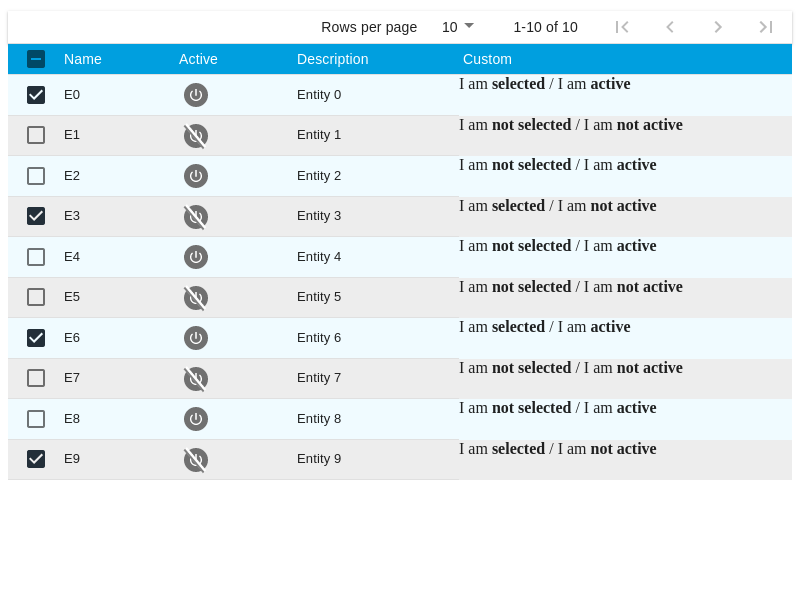 Rows per page 10 1-10 of 10
Name Active Description Custom
E0 Entity 0 I am selected / I am active
E1 Entity 1 I am not selected / I am not active
E2 Entity 2 I am not selected / I am active
E3 Entity 3 I am selected / I am not active
E4 Entity 4 I am not selected / I am active
E5 Entity 5 I am not selected / I am not active
E6 Entity 6 I am selected / I am active
E7 Entity 7 I am not selected / I am not active
E8 Entity 8 I am not selected / I am active
E9 Entity 9 I am selected / I am not active